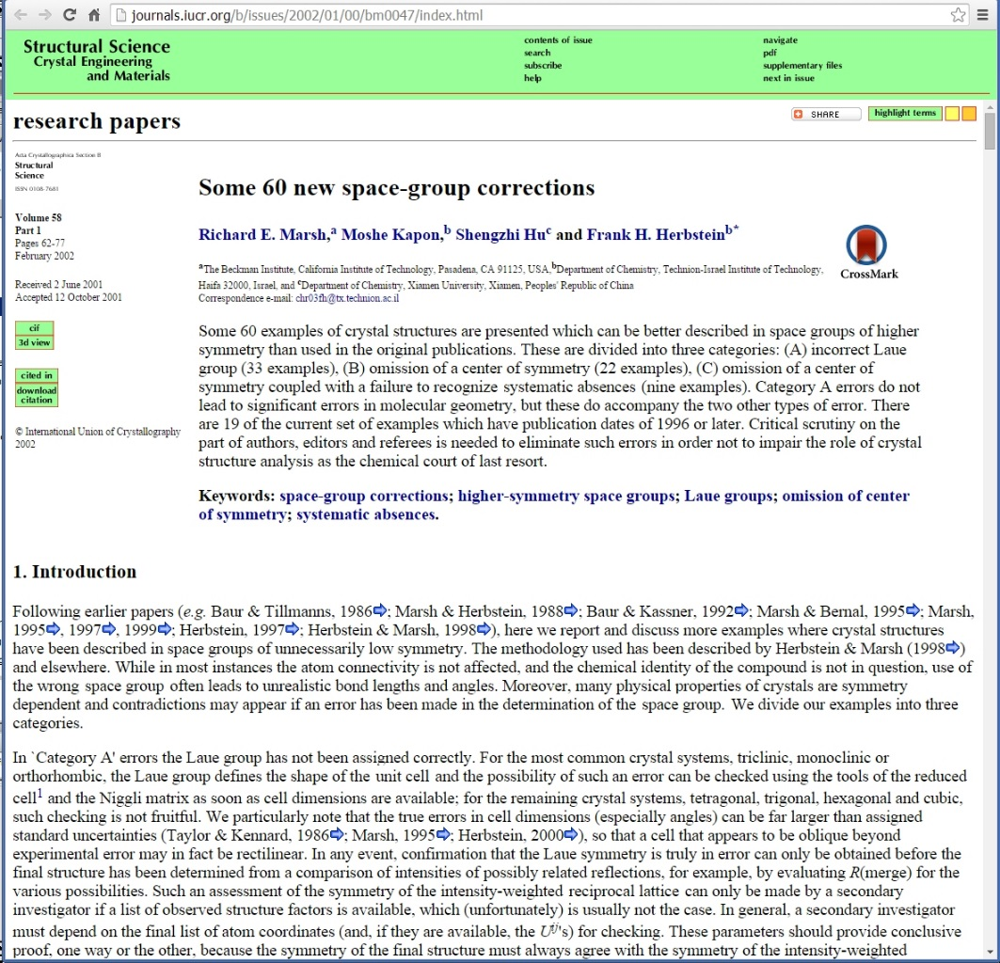 journals.iucr.org/b/issues/2002/01/00/bm0047/index.html
Structural Science
Crystal Engineering
and Materials
contents of issue
search
subscribe
help
navigate
pdf
supplementary files
next in issue
research papers
SHARE
highlight terms
Acta Crystallographica Section B
Structural
Science
ISSN 0108-7681
Volume 58
Part 1
Pages 62-77
February 2002
Received 2 June 2001
Accepted 12 October 2001
cif
3d view
cited in
download
citation
© International Union of Crystallography
2002
Some 60 new space-group corrections
Richard E. Marsh,a Moshe Kapon,b Shengzhi Huc and Frank H. Herbsteinb*
aThe Beckman Institute, California Institute of Technology, Pasadena, CA 91125, USA,bDepartment of Chemistry, Technion-Israel Institute of Technology,
Haifa 32000, Israel, and cDepartment of Chemistry, Xiamen University, Xiamen, Peoples' Republic of China
Correspondence e-mail: chr03fh@tx.technion.ac.il
CrossMark
Some 60 examples of crystal structures are presented which can be better described in space groups of higher
symmetry than used in the original publications. These are divided into three categories: (A) incorrect Laue
group (33 examples), (B) omission of a center of symmetry (22 examples), (C) omission of a center of
symmetry coupled with a failure to recognize systematic absences (nine examples). Category A errors do not
lead to significant errors in molecular geometry, but these do accompany the two other types of error. There
are 19 of the current set of examples which have publication dates of 1996 or later. Critical scrutiny on the
part of authors, editors and referees is needed to eliminate such errors in order not to impair the role of crystal
structure analysis as the chemical court of last resort.
Keywords: space-group corrections; higher-symmetry space groups; Laue groups; omission of center
of symmetry; systematic absences.
1. Introduction
Following earlier papers (e.g. Baur & Tillmanns, 1986; Marsh & Herbstein, 1988; Baur & Kassner, 1992; Marsh & Bernal, 1995; Marsh,
1995, 1997, 1999; Herbstein, 1997; Herbstein & Marsh, 1998), here we report and discuss more examples where crystal structures
have been described in space groups of unnecessarily low symmetry. The methodology used has been described by Herbstein & Marsh (1998)
and elsewhere. While in most instances the atom connectivity is not affected, and the chemical identity of the compound is not in question, use of
the wrong space group often leads to unrealistic bond lengths and angles. Moreover, many physical properties of crystals are symmetry
dependent and contradictions may appear if an error has been made in the determination of the space group. We divide our examples into three
categories.
In `Category A' errors the Laue group has not been assigned correctly. For the most common crystal systems, triclinic, monoclinic or
orthorhombic, the Laue group defines the shape of the unit cell and the possibility of such an error can be checked using the tools of the reduced
cell1 and the Niggli matrix as soon as cell dimensions are available; for the remaining crystal systems, tetragonal, trigonal, hexagonal and cubic,
such checking is not fruitful. We particularly note that the true errors in cell dimensions (especially angles) can be far larger than assigned
standard uncertainties (Taylor & Kennard, 1986; Marsh, 1995; Herbstein, 2000), so that a cell that appears to be oblique beyond
experimental error may in fact be rectilinear. In any event, confirmation that the Laue symmetry is truly in error can only be obtained before the
final structure has been determined from a comparison of intensities of possibly related reflections, for example, by evaluating R(merge) for the
various possibilities. Such an assessment of the symmetry of the intensity-weighted reciprocal lattice can only be made by a secondary
investigator if a list of observed structure factors is available, which (unfortunately) is usually not the case. In general, a secondary investigator
must depend on the final list of atom coordinates (and, if they are available, the Uij's) for checking. These parameters should provide conclusive
proof, one way or the other, because the symmetry of the final structure must always agree with the symmetry of the intensity-weighted